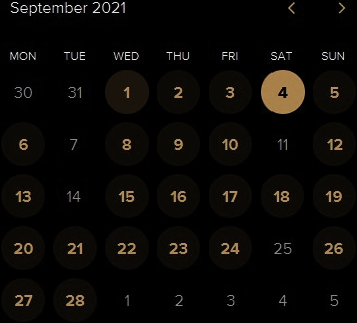 September 2021
MON TUE WED THU FRI SAT SUN
30 31 1 2 3 4 5
6 7 8 9 10 11 12
13 14 15 16 17 18 19
20 21 22 23 24 25 26
27 28 1 2 3 4 5